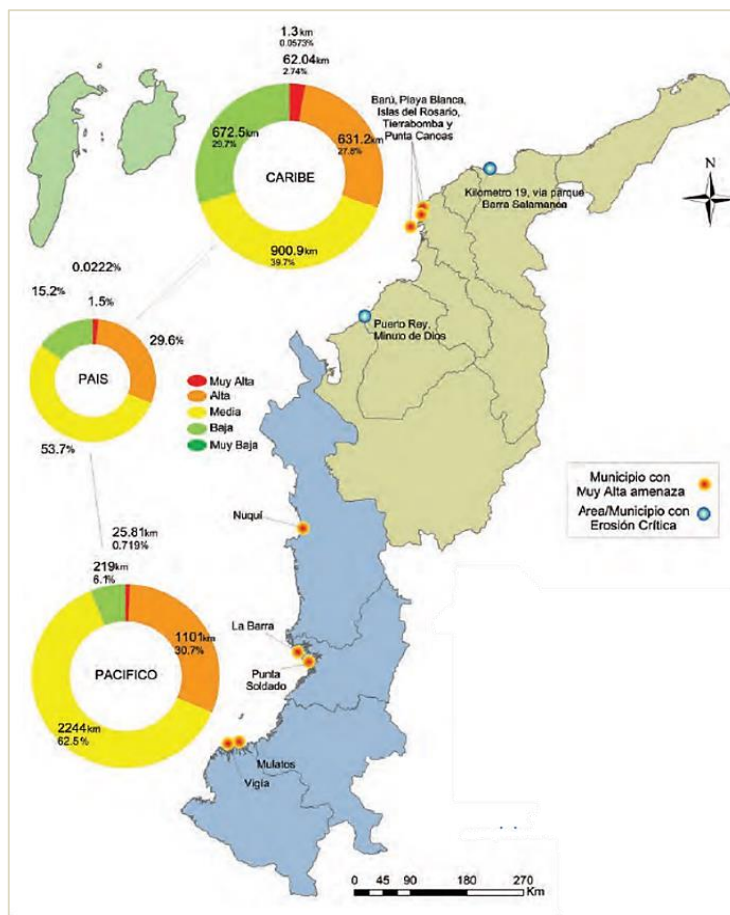 1.3km
0.0573%
62.04km
2.74%
672.5km
29.7%
631.2km
27.8%
CARIBE
900.9km
39.7%
Barú, Playa Blanca,
Islas del Rosario,
Tierrabomba y
Punta Canoas
N
Kilometro 19, via parque
Barra Salamanca
0.0222%
15.2%
1.5%
29.6%
PAIS
53.7%
Puerto Rey,
Minuto de Dios
Muy Alta
Alta
Media
Baja
Muy Baja
Municipio con
Muy Alta amenaza
Area/Municipio con
Erosión Crítica
Nuquí
25.81km
0.719%
219km
6.1%
1101km
30.7%
PACIFICO
2244km
62.5%
La Barra
Punta
Soldado
Mulatos
Vigía
0 45 90 180 270
Km